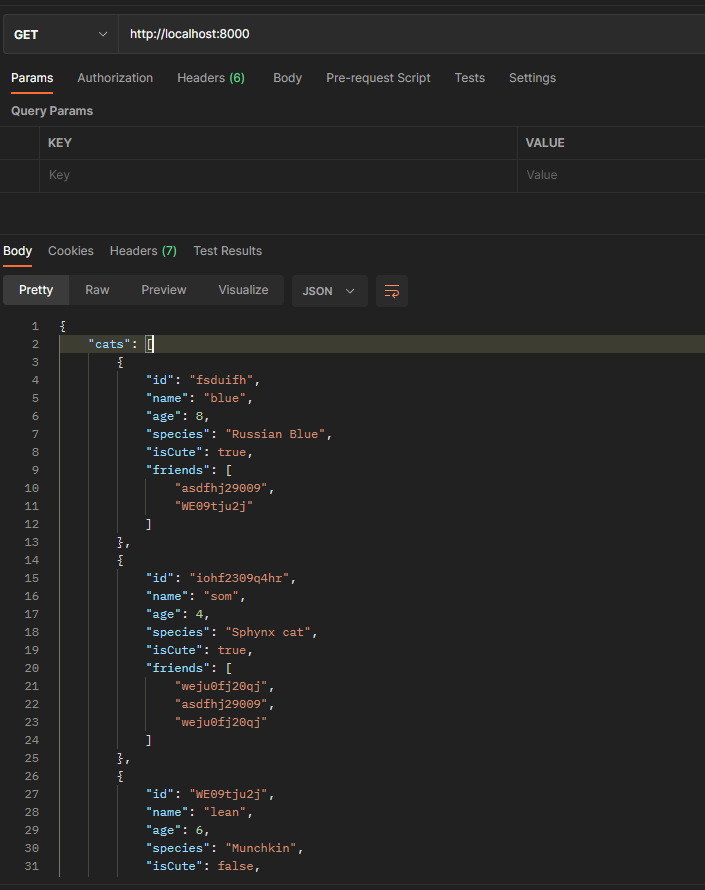 GET http://localhost:8000
Params Authorization Headers (6) Body Pre-request Script Tests Settings
Query Params
KEY VALUE
Key Value
Body Cookies Headers (7) Test Results
Pretty Raw Preview Visualize JSON
1 {
2 "cats": [
3 {
4 "id": "fsduifh",
5 "name": "blue",
6 "age": 8,
7 "species": "Russian Blue",
8 "isCute": true,
9 "friends": [
10 "asdfhj29009",
11 "WE09tju2j"
12 ]
13 },
14 {
15 "id": "iohf2309q4hr",
16 "name": "som",
17 "age": 4,
18 "species": "Sphynx cat",
19 "isCute": true,
20 "friends": [
21 "weju0fj20qj",
22 "asdfhj29009",
23 "weju0fj20qj"
24 ]
25 },
26 {
27 "id": "WE09tju2j",
28 "name": "lean",
29 "age": 6,
30 "species": "Munchkin",
31 "isCute": false,